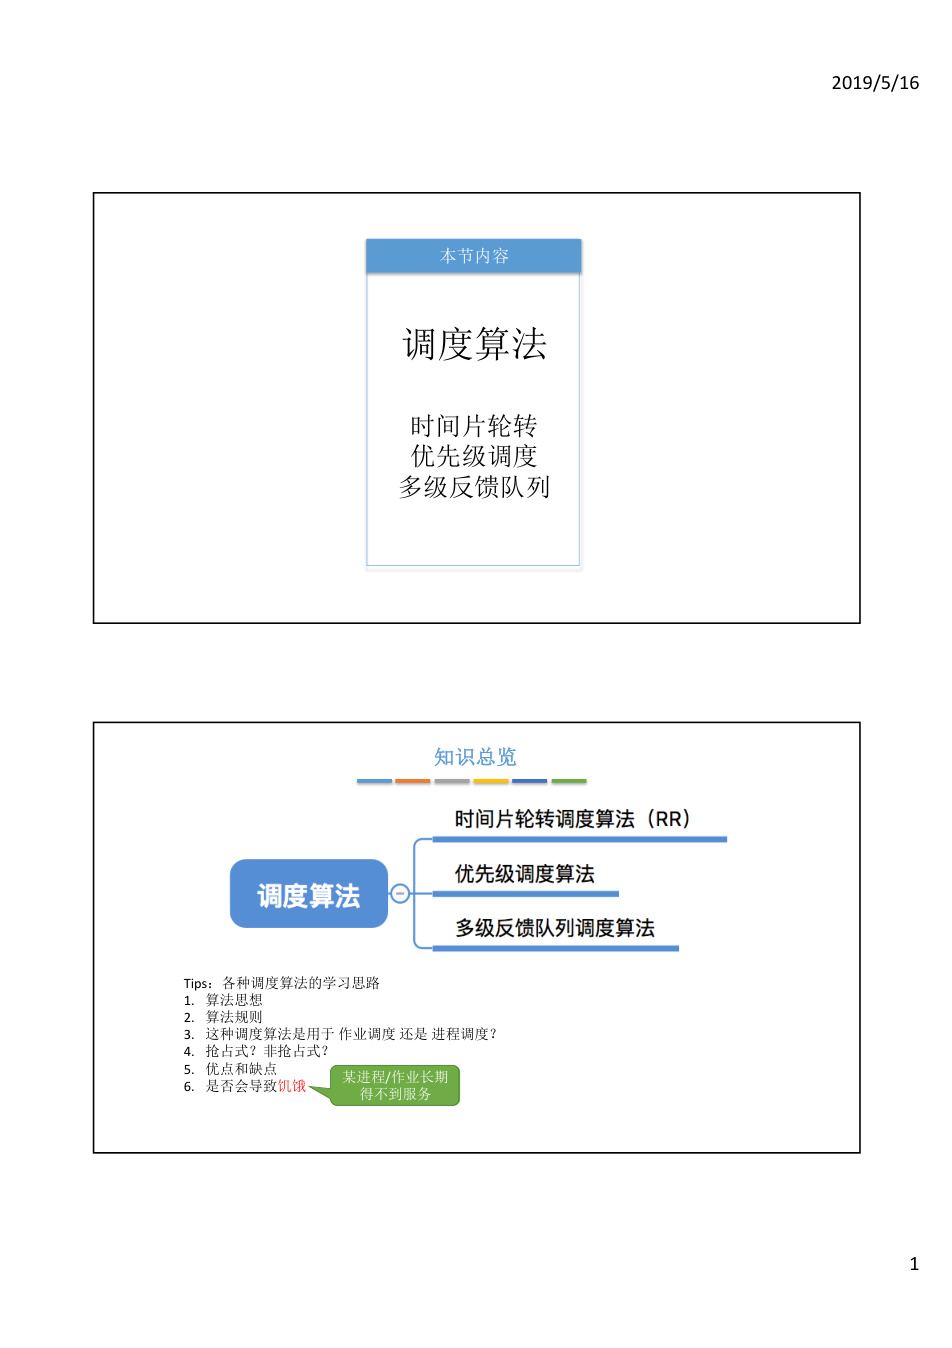 2019/5/16
本节内容
调度算法
时间片轮转
优先级调度
多级反馈队列
知识总览
调度算法
时间片轮转调度算法（RR）
优先级调度算法
多级反馈队列调度算法
Tips：各种调度算法的学习思路
1. 算法思想
2. 算法规则
3. 这种调度算法是用于 作业调度 还是 进程调度？
4. 抢占式？非抢占式？
5. 优点和缺点
6. 是否会导致饥饿
某进程/作业长期
得不到服务
1